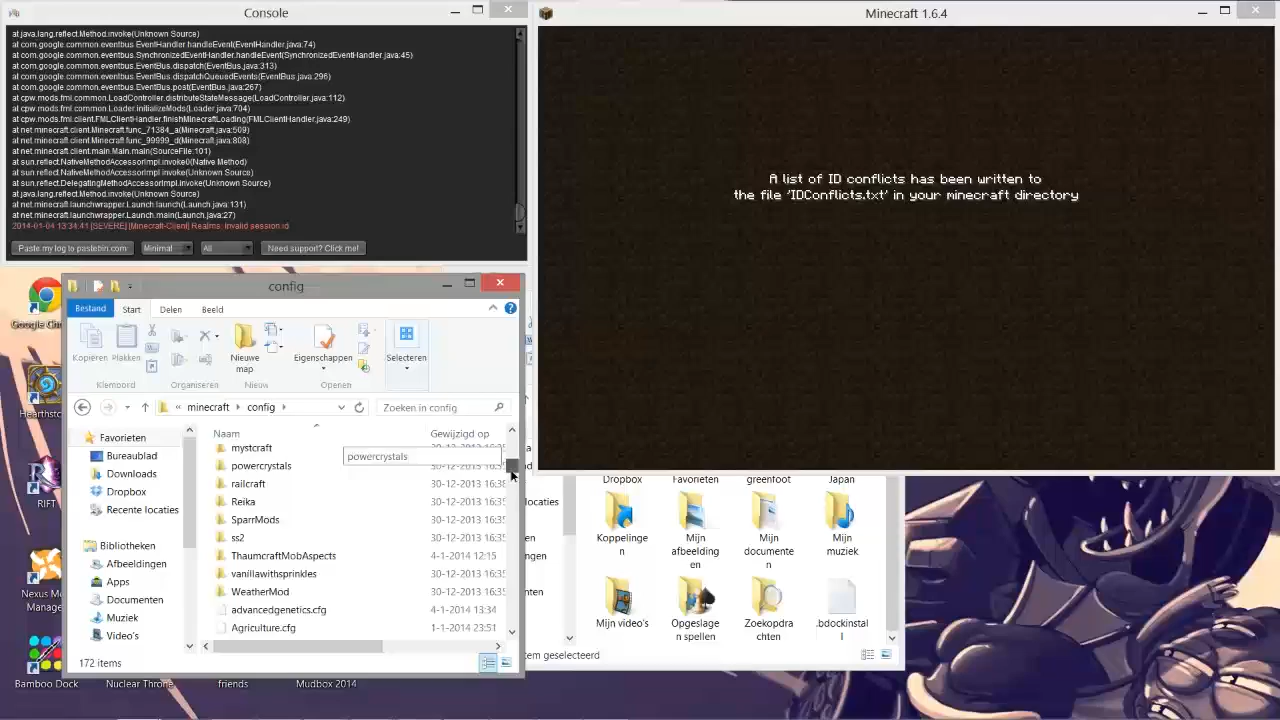 Console
at.java.lang.reflect.Method.invoke(Unknown Source)
at com.google.common.eventbus.EventHandler.handleEvent(EventHandler.java:74)
at com.google.common.eventbus.SynchronizedEventHandler.handleEvent(SynchronizedEventHandler.java:45)
at com.google.common.eventbus.EventBus.dispatch(EventBus.java:313)
at com.google.common.eventbus.EventBus.dispatchQueuedEvents(EventBus.java:296)
at com.google.common.eventbus.EventBus.post(EventBus.java:267)
at cpw.mods.fml.common.LoadController.distributeStateMessage(LoadController.java:112)
at cpw.mods.fml.common.Loader.initializeMods(Loader.java:704)
at cpw.mods.fml.client.FMLClientHandler.finishMinecraftLoading(FMLClientHandler.java:249)
at net.minecraft.client.Minecraft.func_71384_a(Minecraft.java:509)
at net.minecraft.client.Minecraft.func_99999_d(Minecraft.java:808)
at net.minecraft.client.main.Main.main(SourceFile:101)
at sun.reflect.NativeMethodAccessorImpl.invoke0(Native Method)
at sun.reflect.NativeMethodAccessorImpl.invoke(Unknown Source)
at sun.reflect.DelegatingMethodAccessorImpl.invoke(Unknown Source)
at java.lang.reflect.Method.invoke(Unknown Source)
at net.minecraft.launchwrapper.Launch.launch(Launch.java:131)
at net.minecraft.launchwrapper.Launch.main(Launch.java:27)
2014-01-04 13:34:41 [SEVERE] [Minecraft-Client] Realms: Invalid session id
Paste my log to pastebin.com Minimal All Need support? Click me!
Minecraft 1.6.4
A list of ID conflicts has been written to
the file 'IDConflicts.txt' in your minecraft directory
config
Bestand Start Delen Beeld
Kopiëren Plakken
Nieuwe map
Eigenschappen
Selecteren
Klembord Organiseren Nieuw Openen
« minecraft config
Zoeken in config
Naam Gewijzigd op
Favorieten
Bureaublad
Downloads
Dropbox
Recente locaties
Bibliotheken
Afbeeldingen
Apps
Documenten
Muziek
Video's
mystcraft
powercrystals
powercrystals
railcraft 30-12-2013 16:3
Reika 30-12-2013 16:35
SparrMods 30-12-2013 16:35
ss2 30-12-2013 16:35
ThaumcraftMobAspects 4-1-2014 12:15
vanillawithsprinkles 30-12-2013 16:35
WeatherMod 30-12-2013 16:35
advancedgenetics.cfg 4-1-2014 13:34
Agriculture.cfg 1-1-2014 23:51
172 items
Dropbox Favorieten greenfoot Japan
Koppelingen
Mijn afbeeldingen
Mijn documenten
Mijn muziek
Mijn video's
Opgeslagen spellen
Zoekopdrachten
.bdockinstall
locaties
em geselecteerd
Google Ch
Hearthst
RIFT
Nexus Mo
Manage
Bamboo Dock
Nuclear Throne
friends
Mudbox 2014